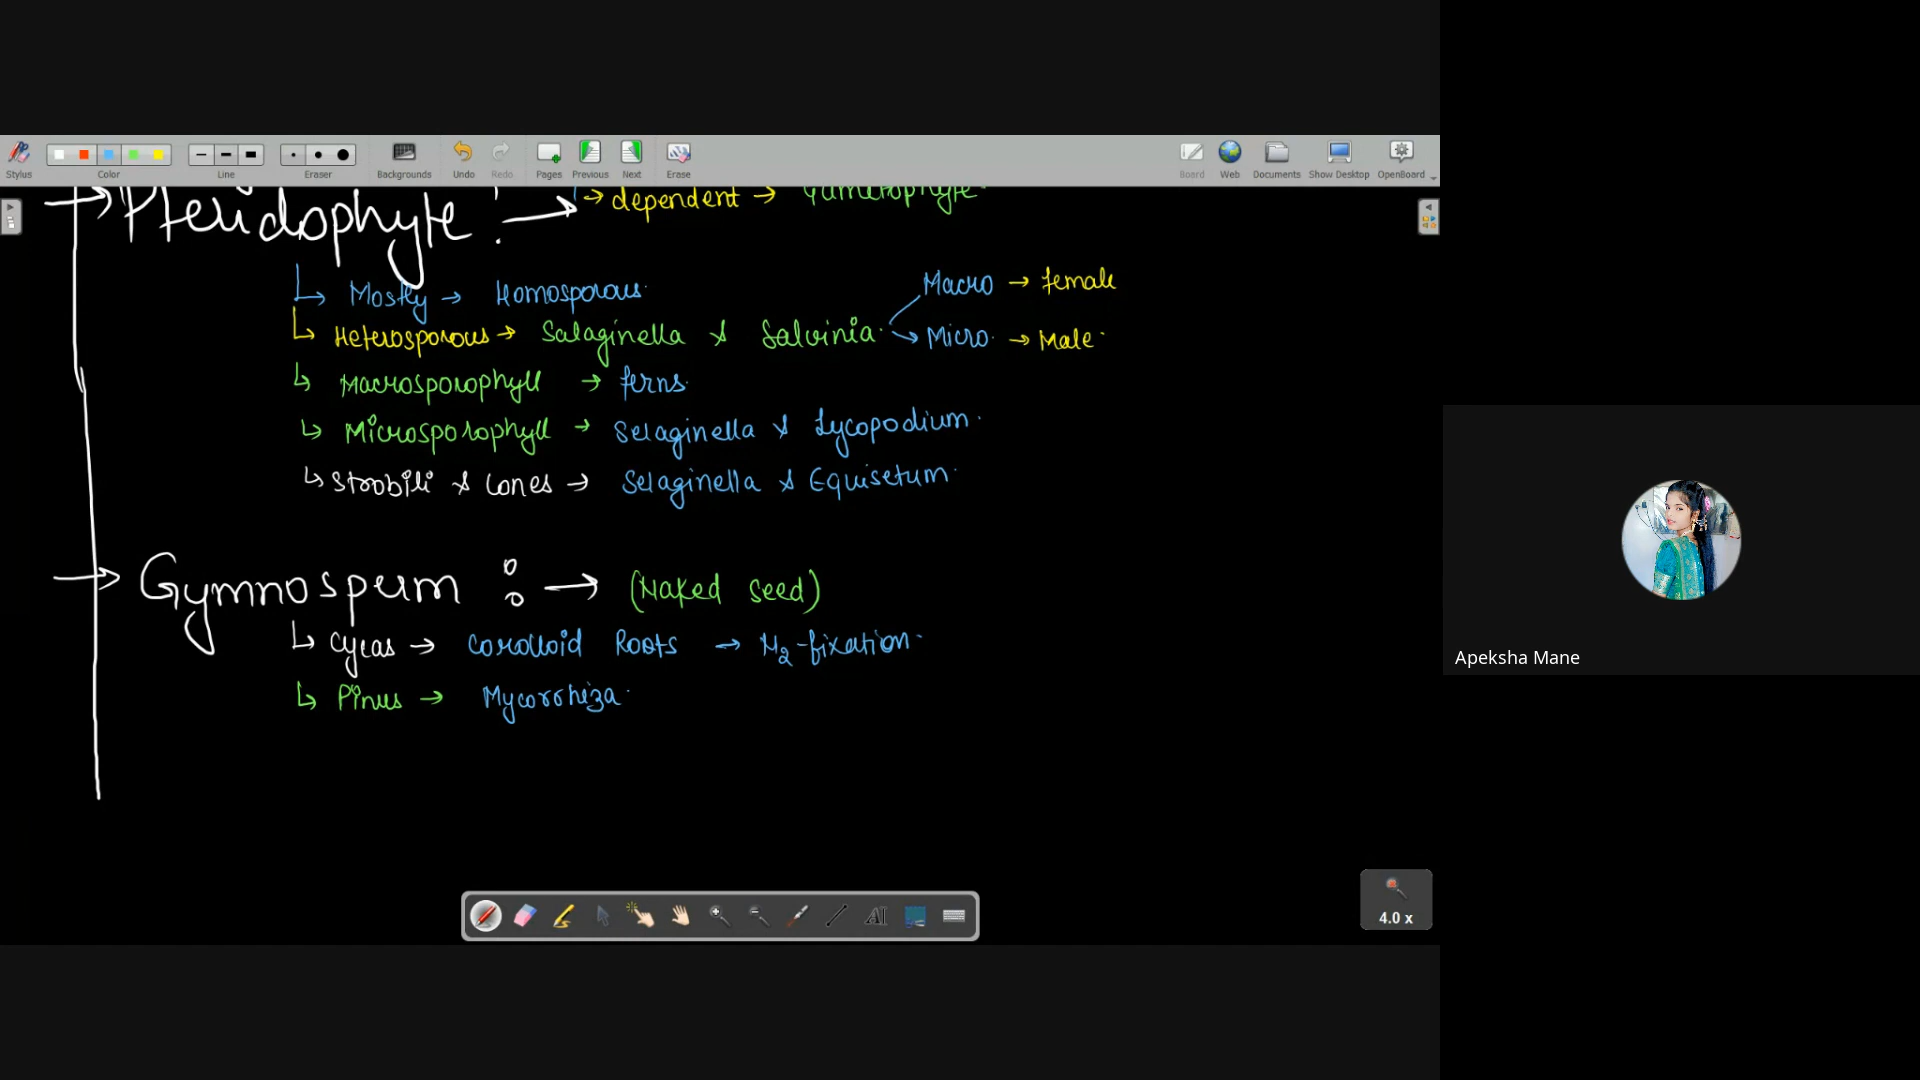 Stylus Color Line Eraser Backgrounds Undo Redo Pages Previous Next Erase Board Web Documents Show Desktop OpenBoard
→ Pteridophyte : → → dependent → Gametophyte.
↳ Mostly → Homosporous.
Macro → female
↳ Heterosporous → Salaginella & Salvinia. → Micro. → Male.
↳ Macrosporophyll → ferns.
↳ Microsporophyll → Selaginella & Lycopodium.
↳ Strobili & Cones → Selaginella & Equisetum.
→ Gymnosperm : → (Naked Seed)
↳ Cycas → Corolloid Roots → N2-fixation.
↳ Pinus → Mycorrhiza.
Apeksha Mane
4.0 x